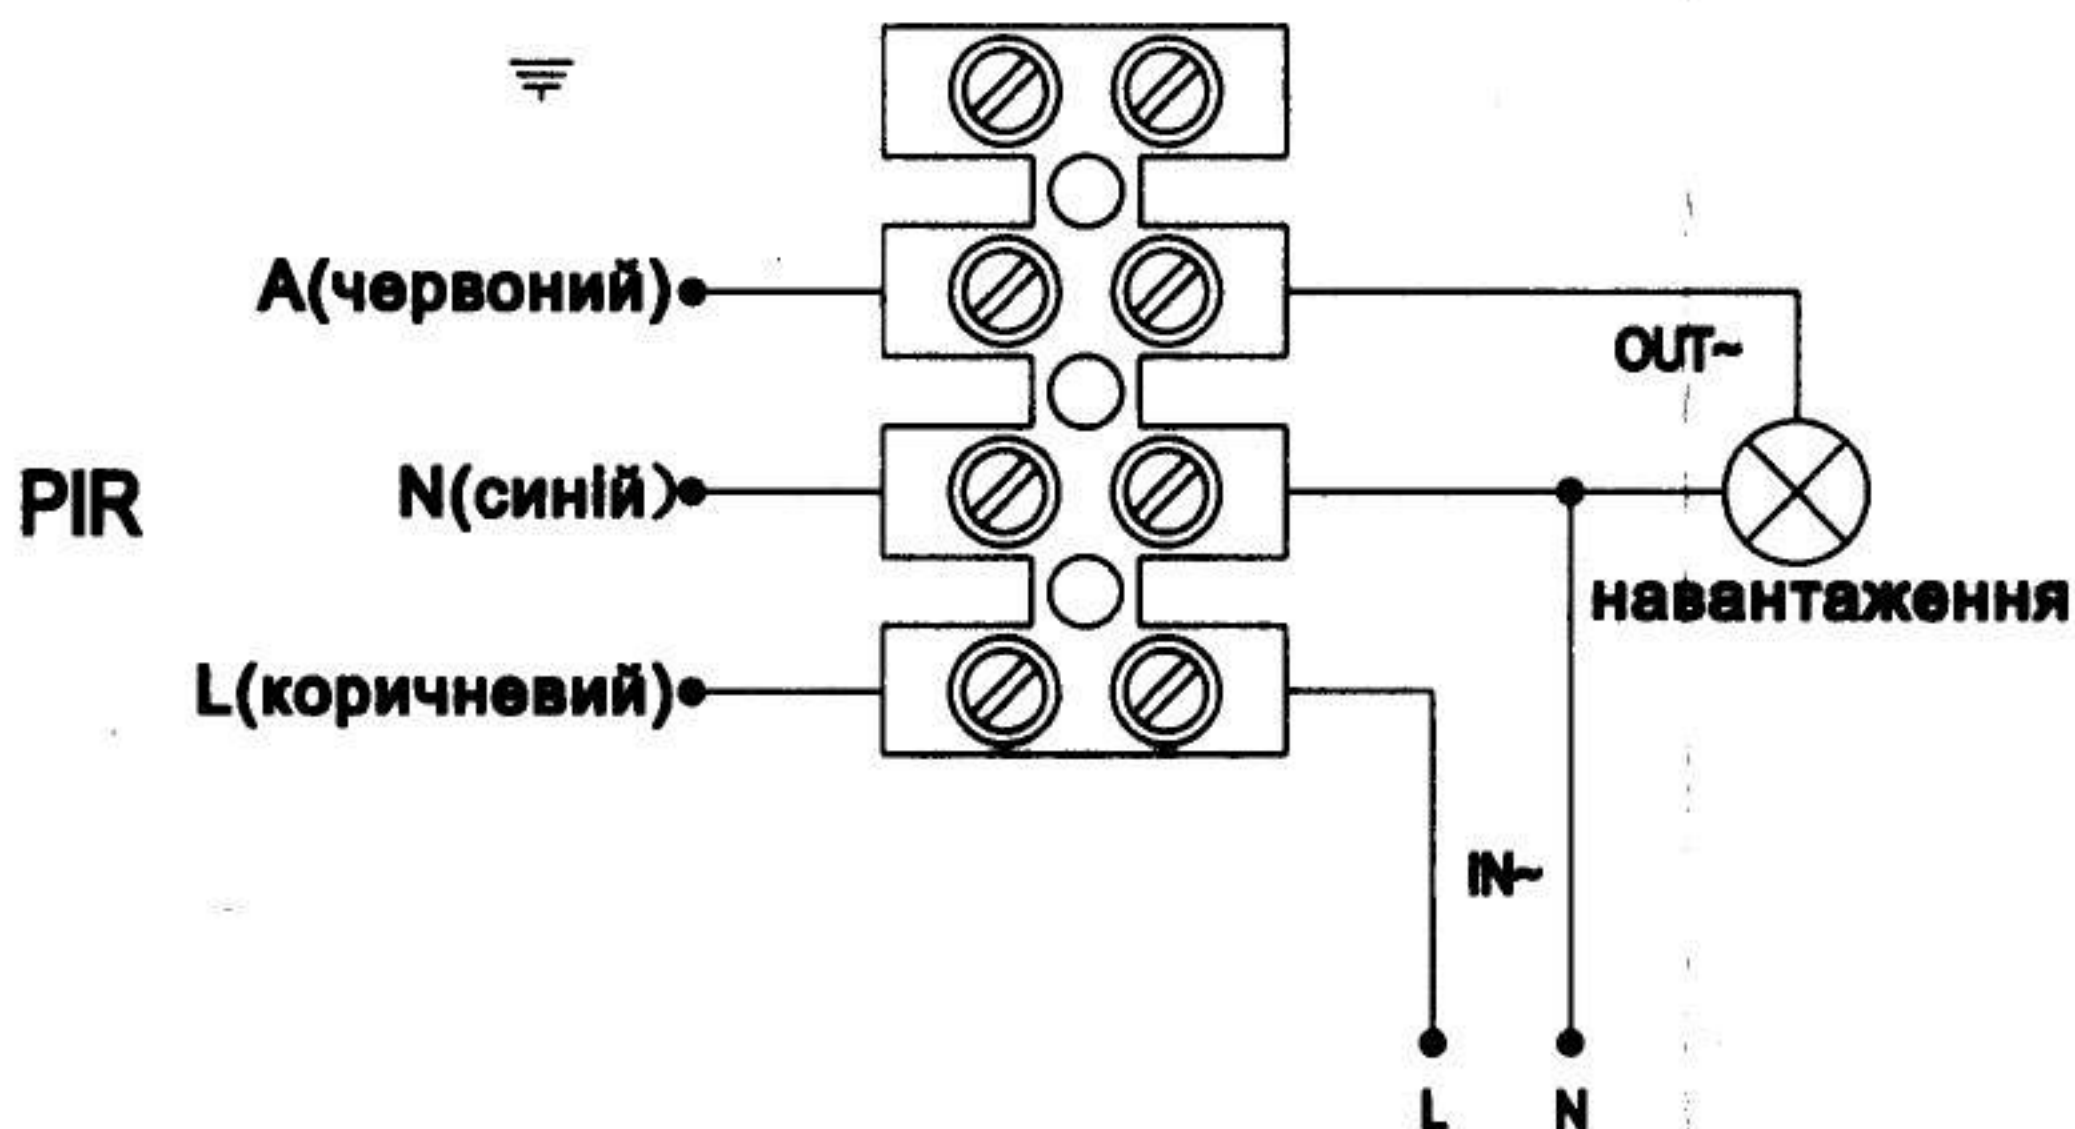 А(червоний)
OUT~
PIR
N(синій)
навантаження
L(коричневий)
IN~
L N